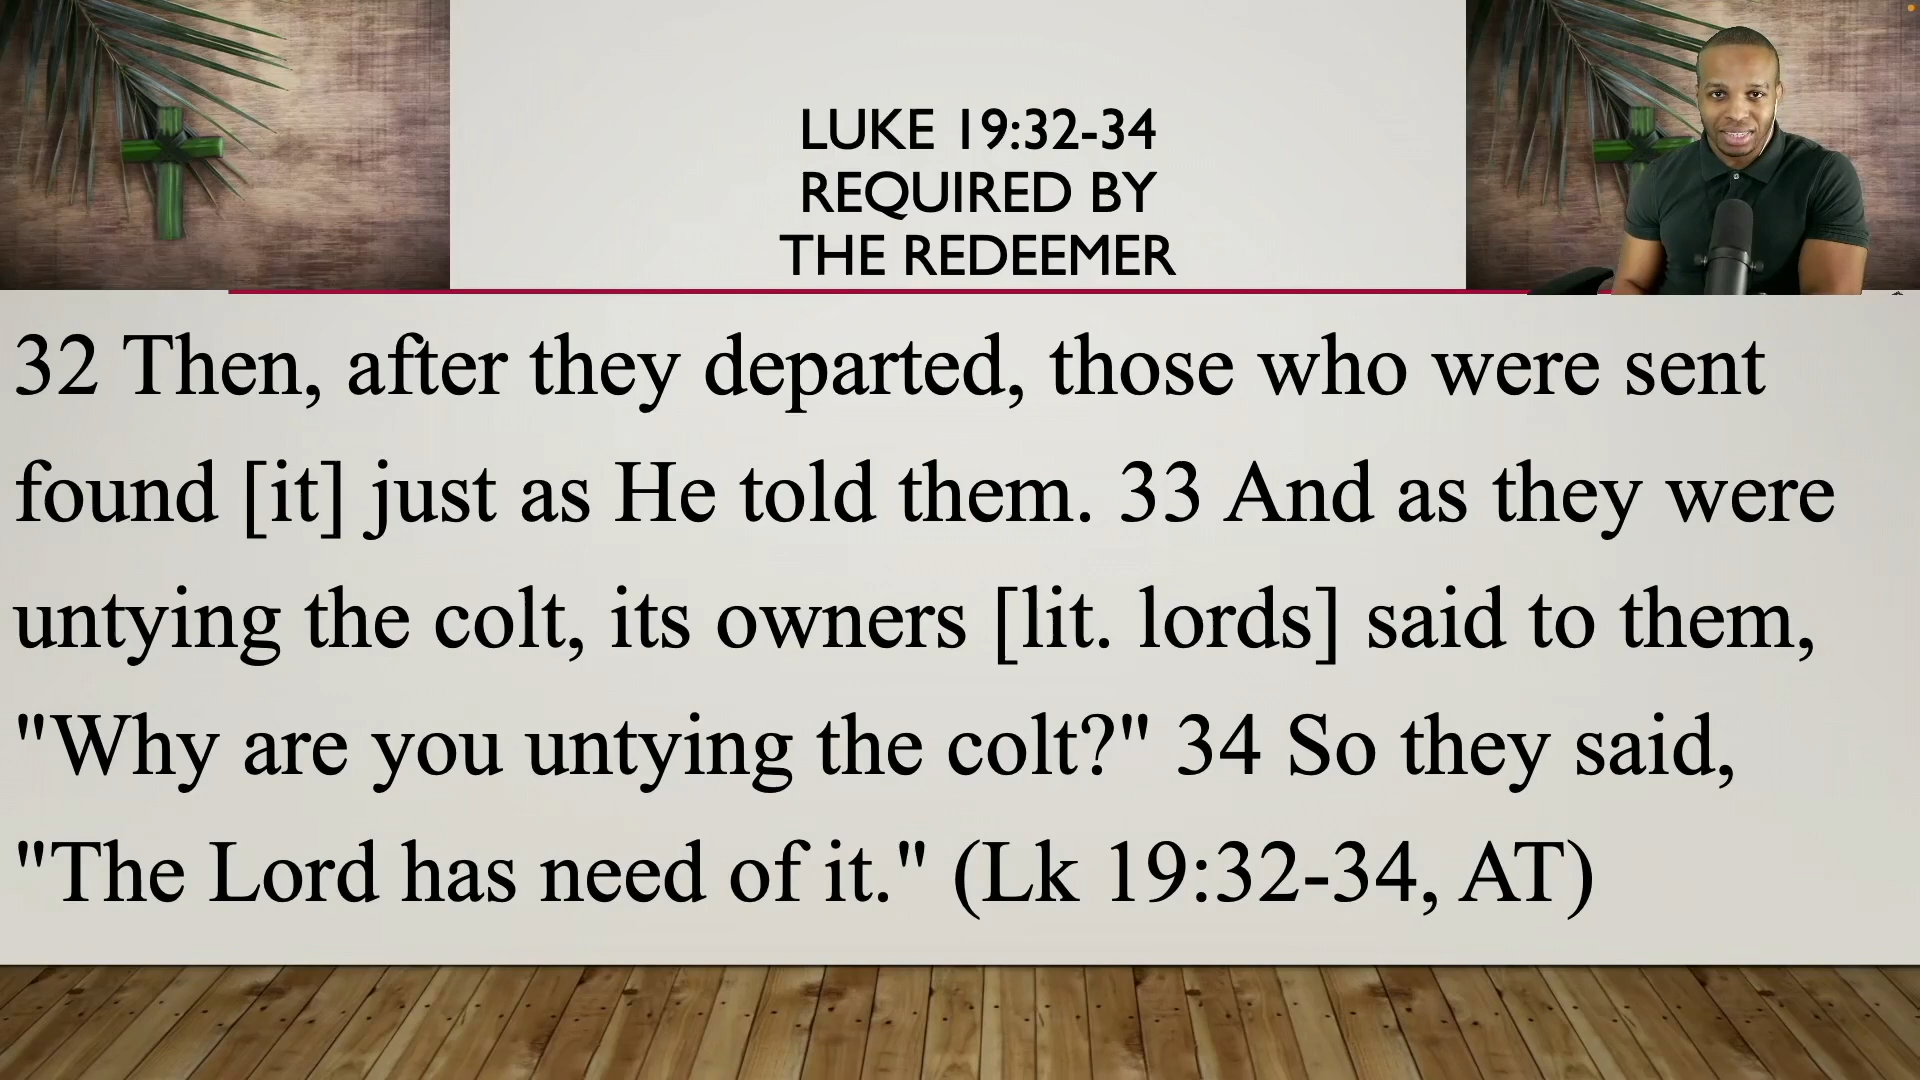 LUKE 19:32-34
REQUIRED BY
THE REDEEMER
32 Then, after they departed, those who were sent
found [it] just as He told them. 33 And as they were
untying the colt, its owners [lit. lords] said to them,
"Why are you untying the colt?" 34 So they said,
"The Lord has need of it." (Lk 19:32-34, AT)